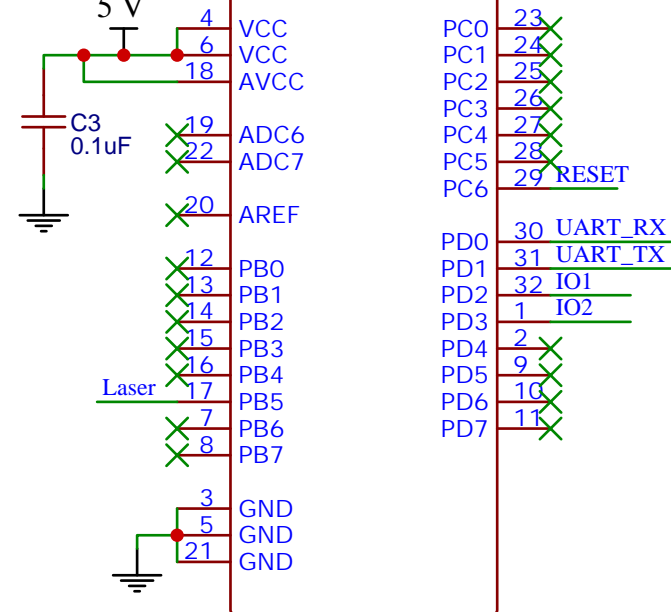 5 V
4 VCC
6 VCC
18 AVCC
C3
0.1uF
19 ADC6
22 ADC7
20 AREF
12 PB0
13 PB1
14 PB2
15 PB3
16 PB4
Laser 17 PB5
7 PB6
8 PB7
3 GND
5 GND
21 GND
PC0 23
PC1 24
PC2 25
PC3 26
PC4 27
PC5 28
PC6 29 RESET
PD0 30 UART_RX
PD1 31 UART_TX
PD2 32 IO1
PD3 1 IO2
PD4 2
PD5 9
PD6 10
PD7 11